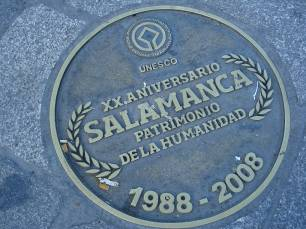 UNESCO
XX. ANIVERSARIO
SALAMANCA
PATRIMONIO
DE LA HUMANIDAD
1988 - 2008